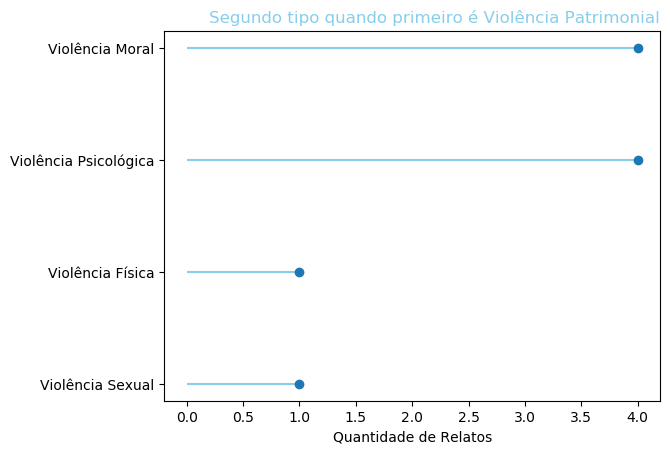 Segundo tipo quando primeiro é Violência Patrimonial
Violência Moral
Violência Psicológica
Violência Física
Violência Sexual
0.0 0.5 1.0 1.5 2.0 2.5 3.0 3.5 4.0
Quantidade de Relatos